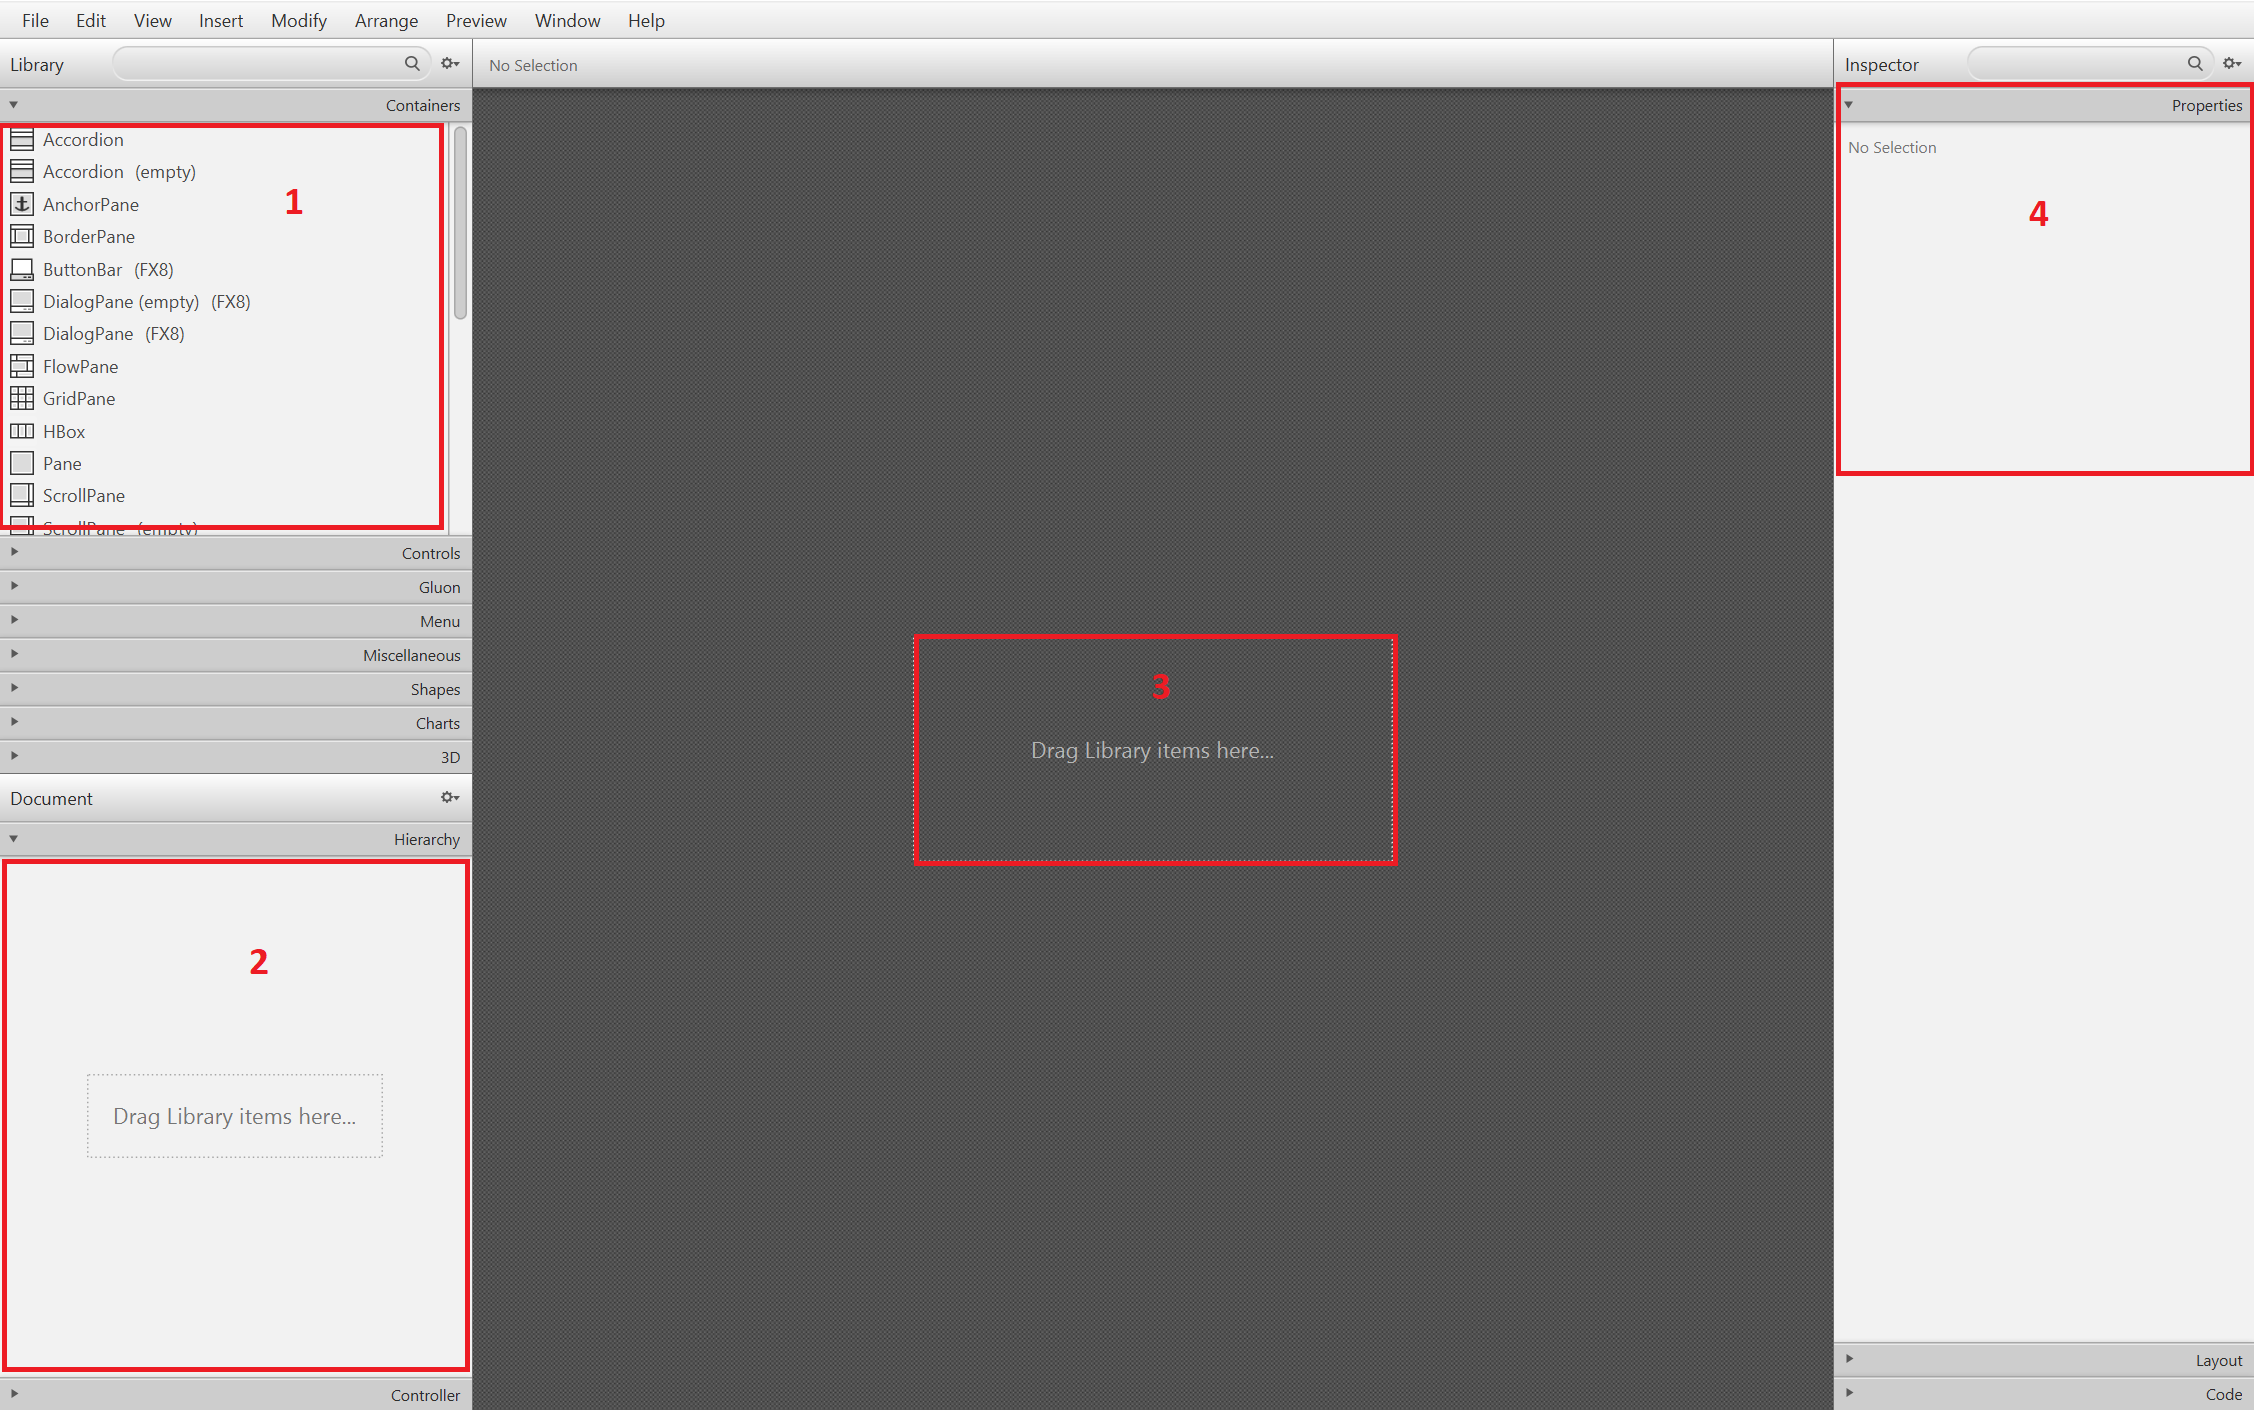 File Edit View Insert Modify Arrange Preview Window Help
Library
No Selection
Inspector
Containers
Properties
Accordion
Accordion (empty)
AnchorPane
BorderPane
ButtonBar (FX8)
DialogPane (empty) (FX8)
DialogPane (FX8)
FlowPane
GridPane
HBox
Pane
ScrollPane
ScrollPane (empty)
1
Controls
Gluon
Menu
Miscellaneous
Shapes
Charts
3D
Document
Hierarchy
2
Drag Library items here...
Controller
3
Drag Library items here...
No Selection
4
Layout
Code